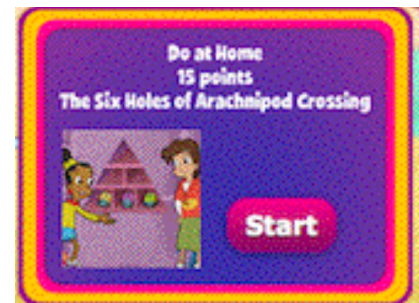 Do at Home
15 points
The Six Holes of Arachnipod Crossing
Start